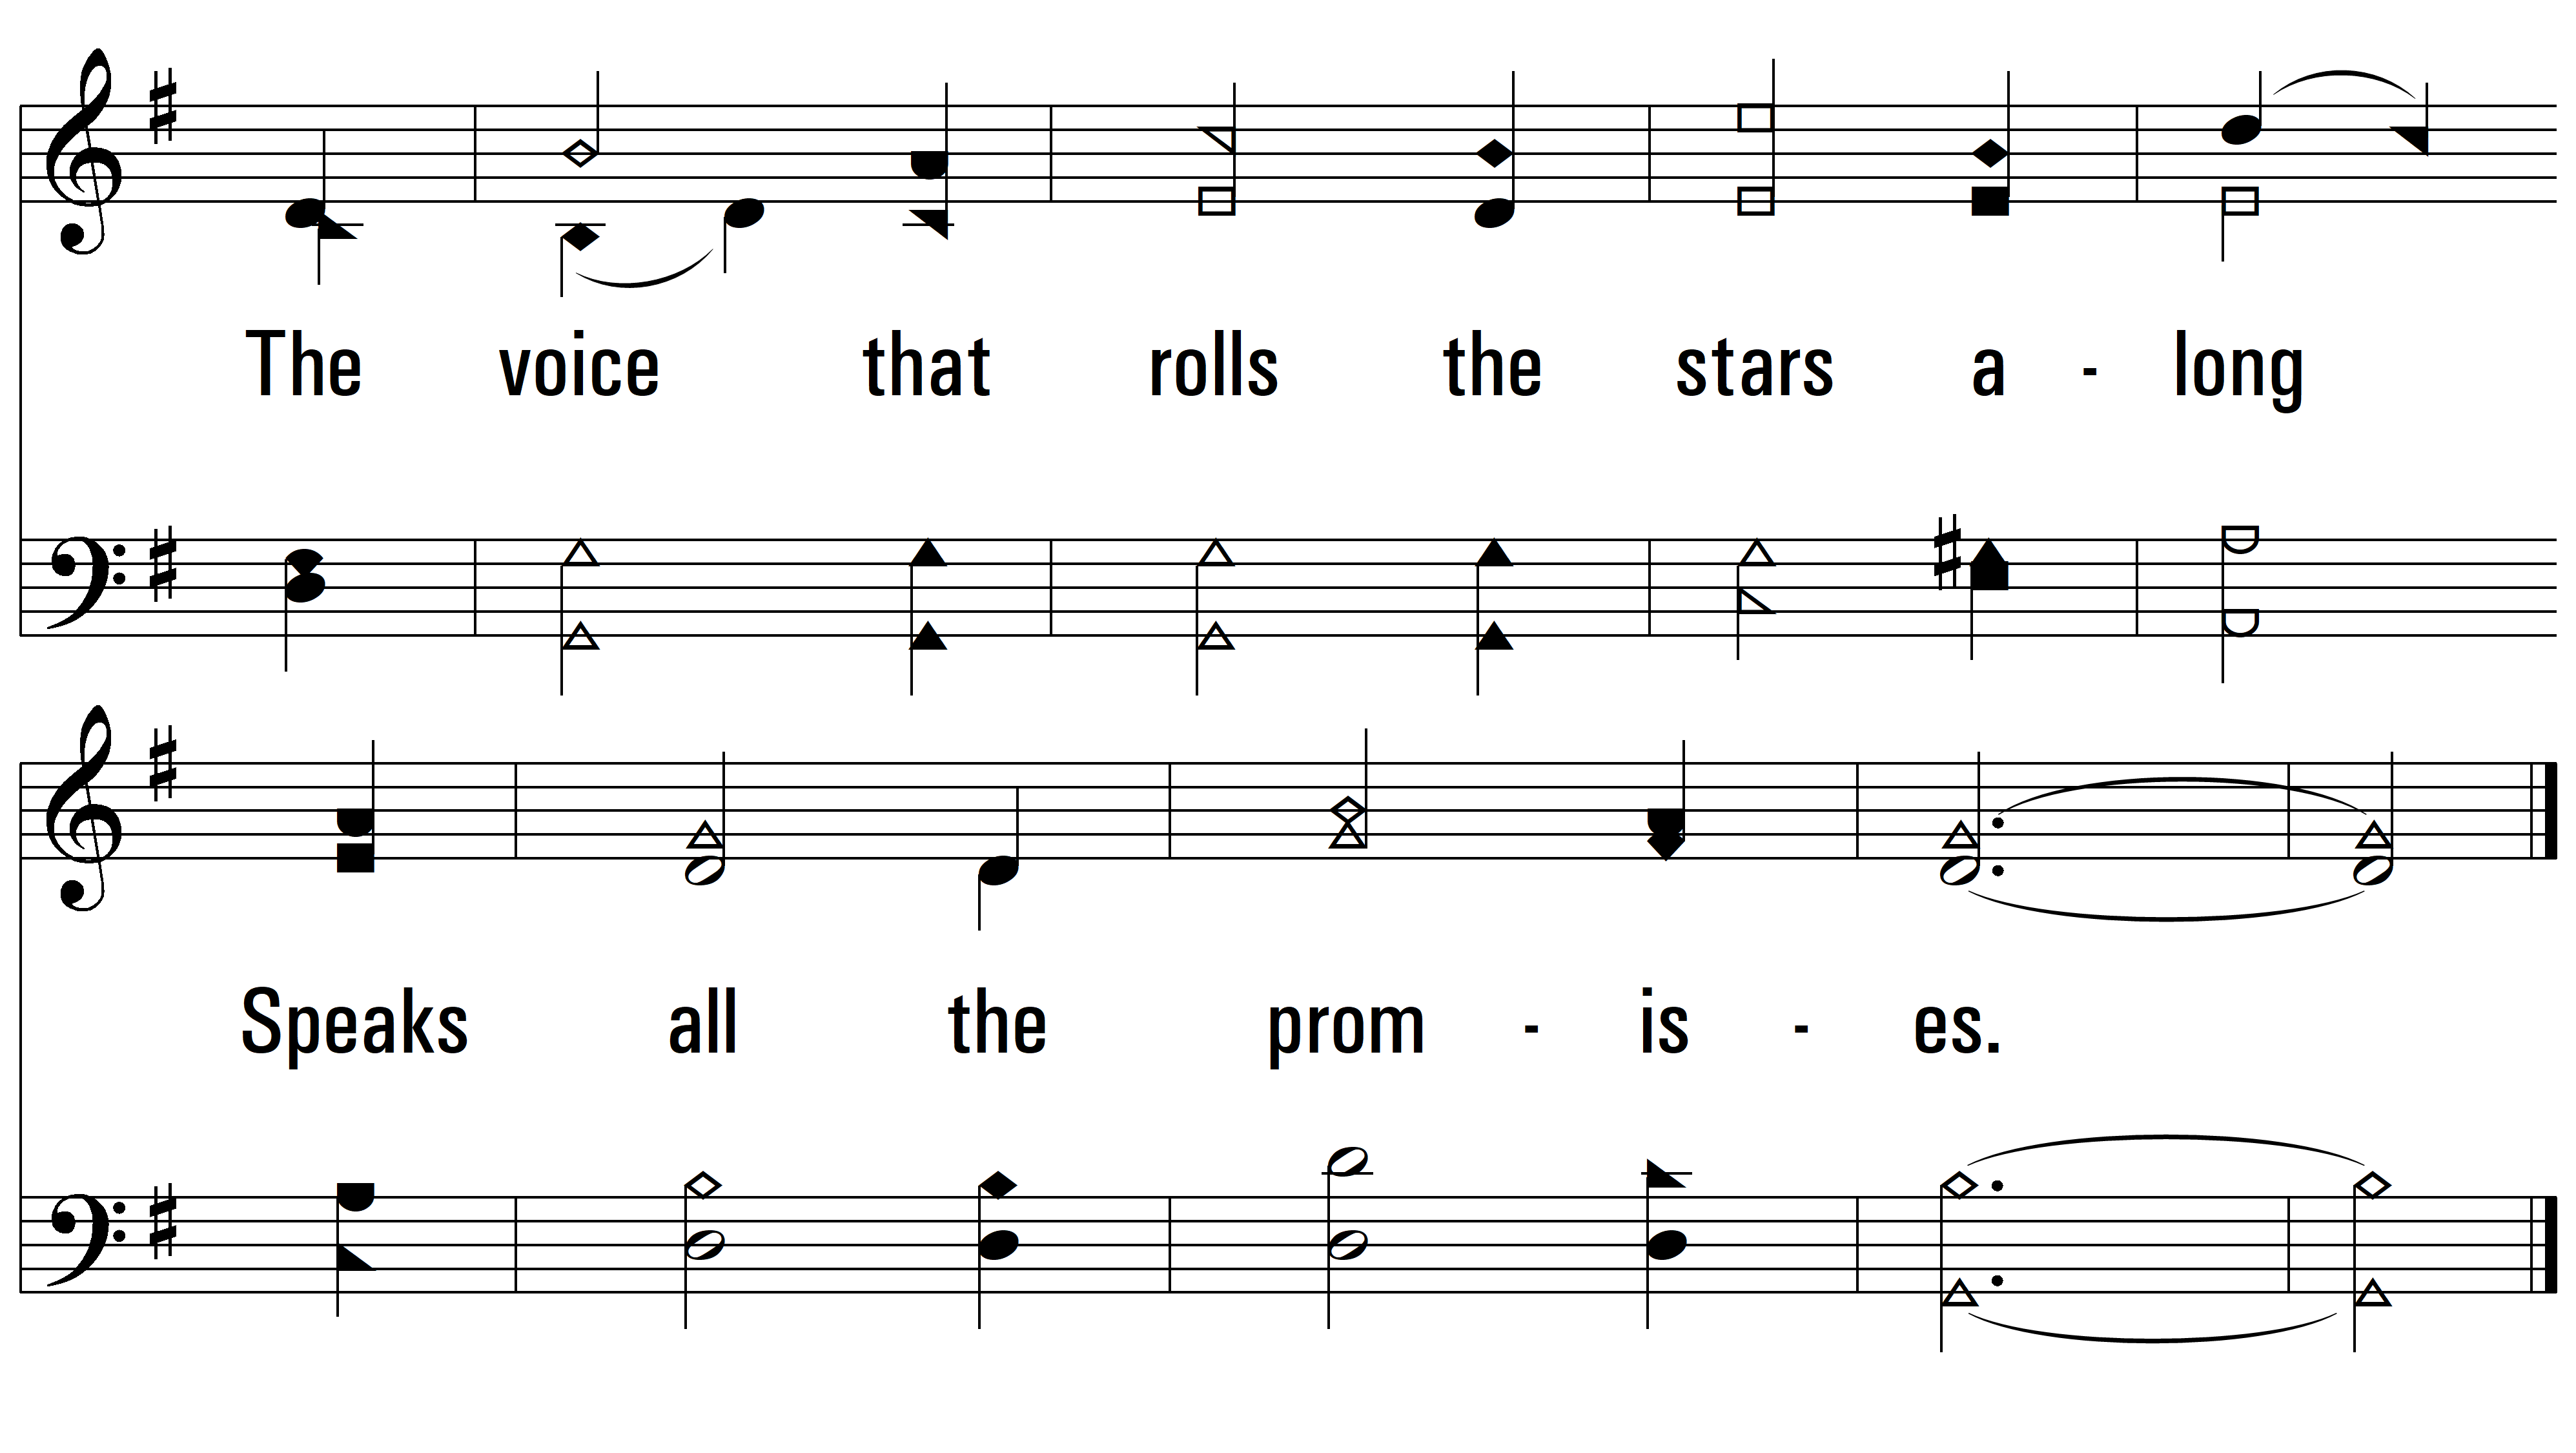 The voice that rolls the stars a - long
Speaks all the prom - is - es.